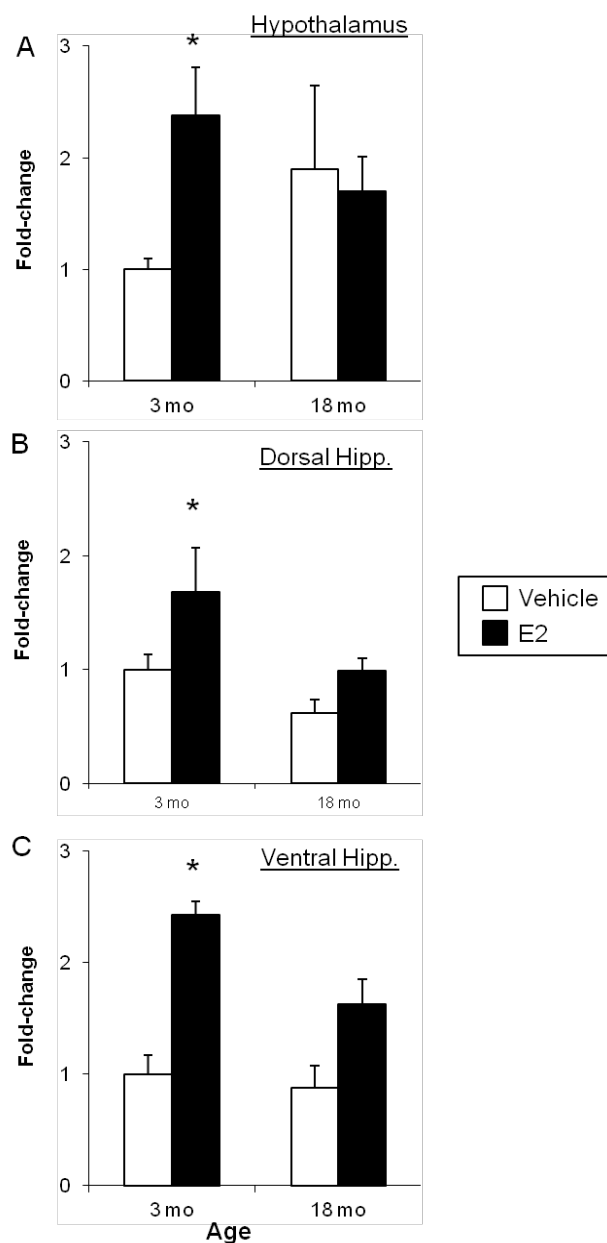 A
Hypothalamus
3
2
1
0
Fold-change
*
3 mo
18 mo
B
Dorsal Hipp.
3
2
1
0
Fold-change
*
3 mo
18 mo
Vehicle
E2
C
Ventral Hipp.
3
2
1
0
Fold-change
*
3 mo
18 mo
Age